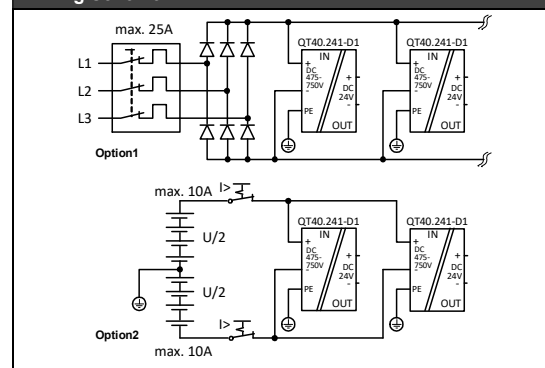 max. 25A
L1
L2
L3
Option1
QT40.241-D1
IN
+
DC
475-
750V
-
PE
+
DC
24V
-
OUT
QT40.241-D1
IN
+
DC
475-
750V
-
PE
+
DC
24V
-
OUT
max. 10A
I>
U/2
U/2
I>
Option2
max. 10A
QT40.241-D1
IN
+
DC
475-
750V
-
PE
+
DC
24V
-
OUT
QT40.241-D1
IN
+
DC
475-
750V
-
PE
+
DC
24V
-
OUT